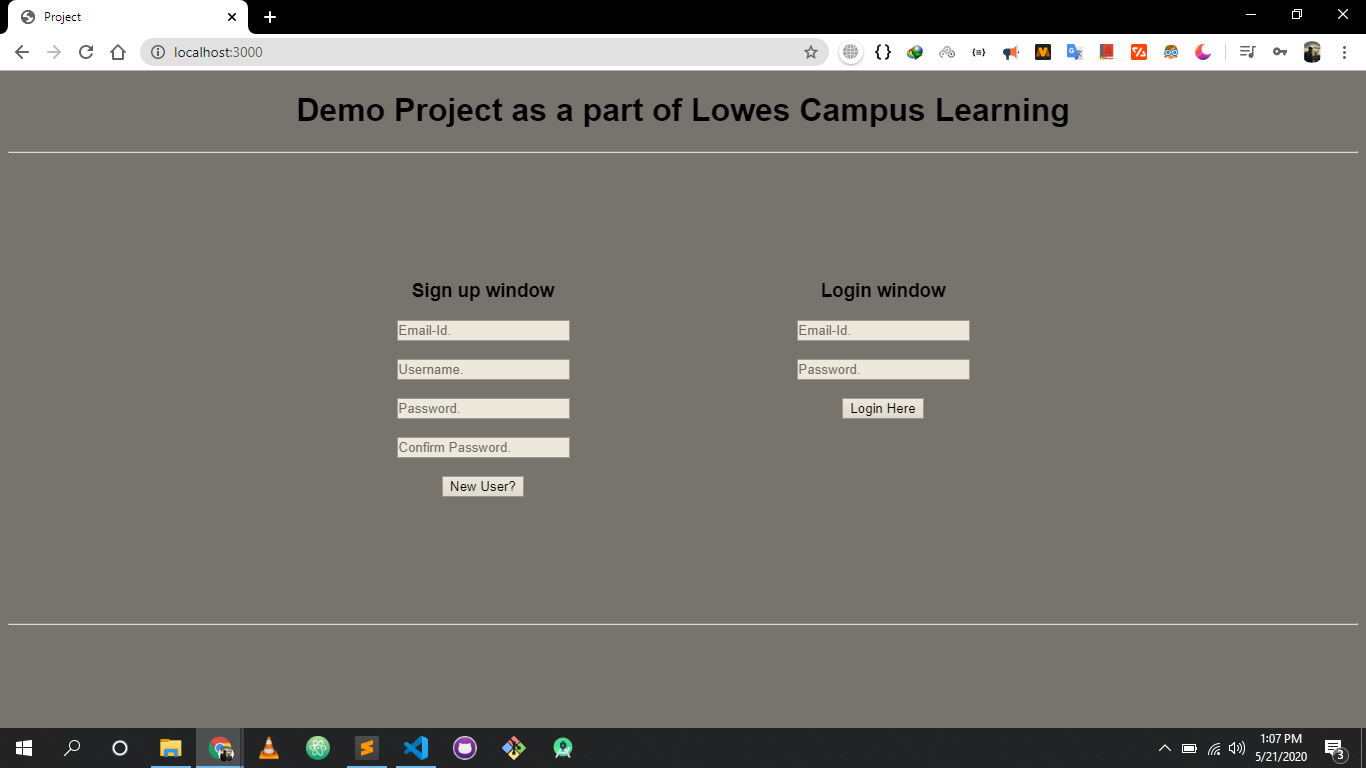 Project
localhost:3000
Demo Project as a part of Lowes Campus Learning
Sign up window
Email-Id.
Username.
Password.
Confirm Password.
New User?
Login window
Email-Id.
Password.
Login Here
1:07 PM
5/21/2020
3